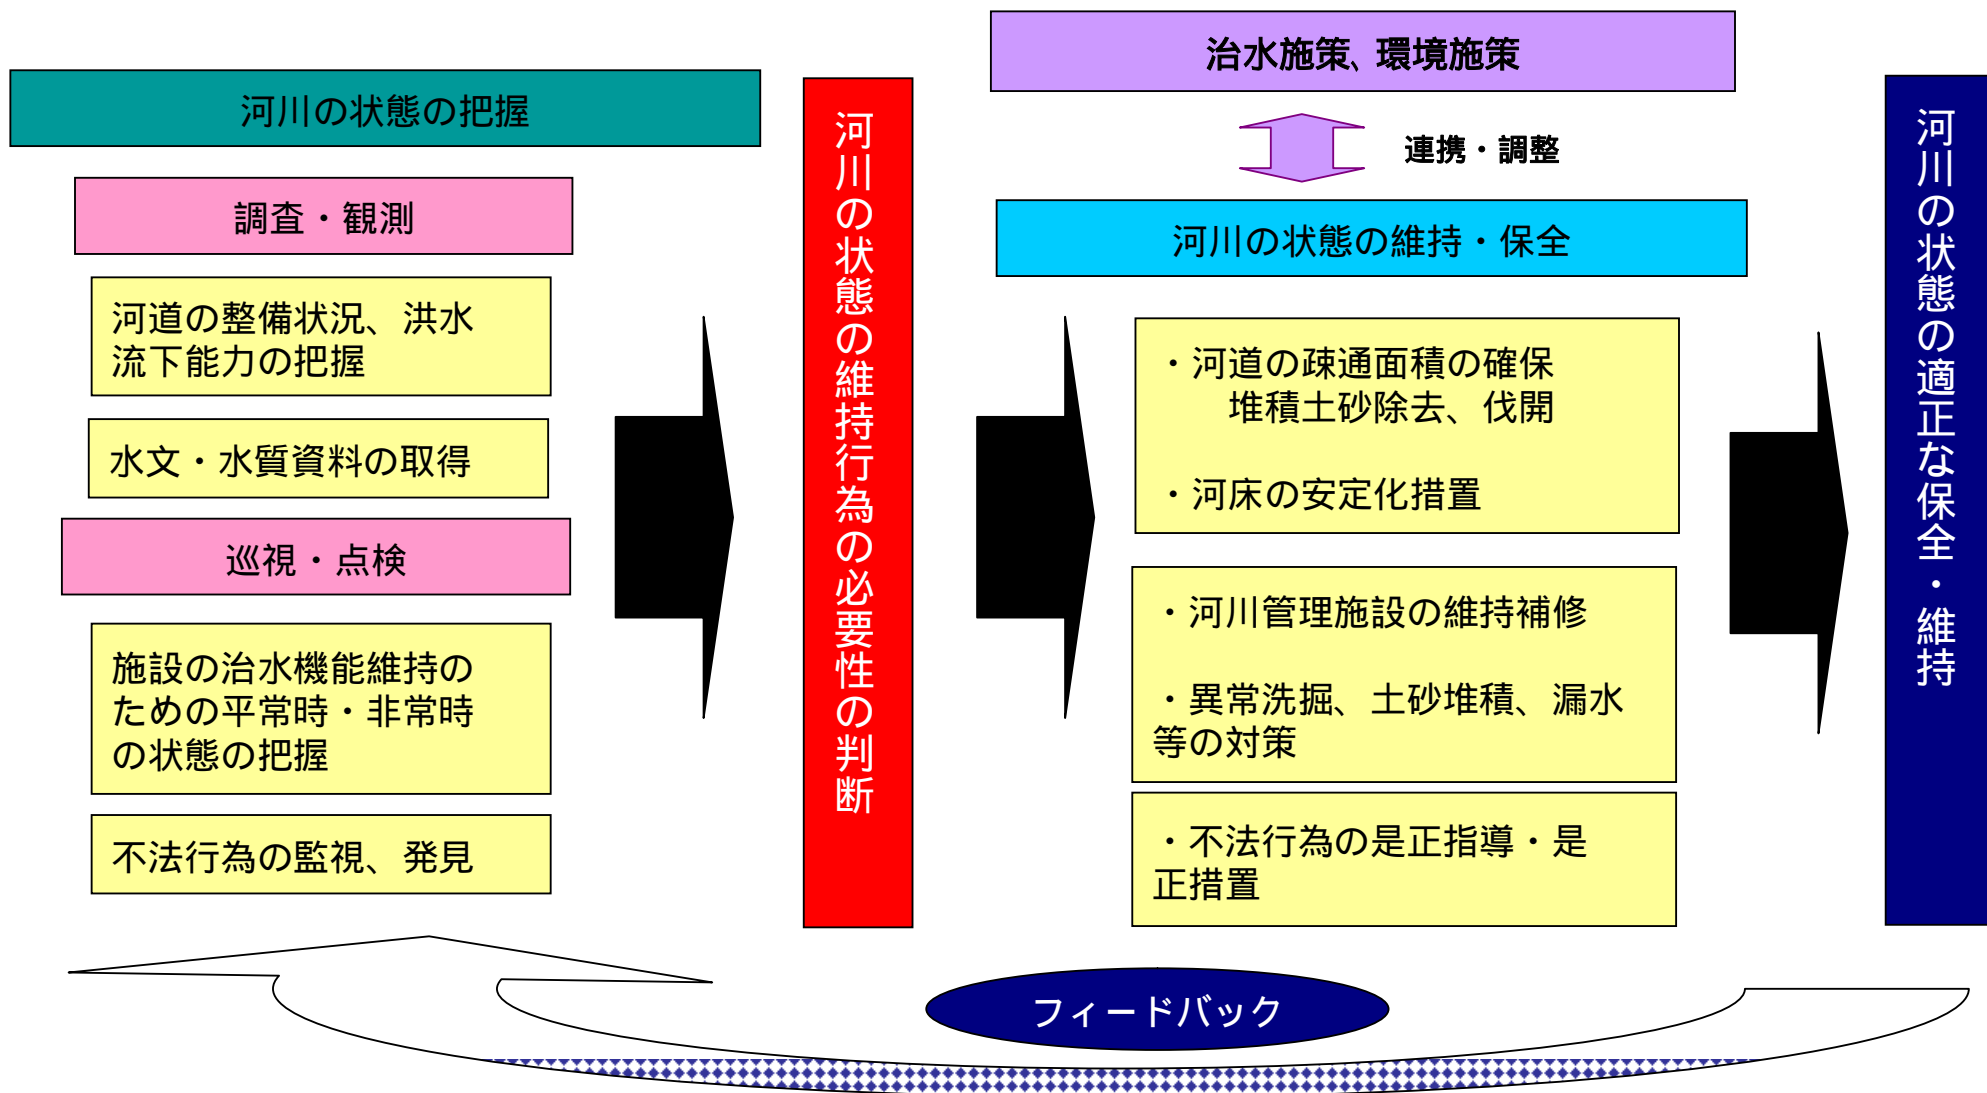 河川の状態の把握
調査・観測
河道の整備状況、洪水
流下能力の把握
水文・水質資料の取得
巡視・点検
施設の治水機能維持の
ための平常時・非常時
の状態の把握
不法行為の監視、発見
河川の状態の維持行為の必要性の判断
治水施策、環境施策
連携・調整
河川の状態の維持・保全
・河道の疎通面積の確保
堆積土砂除去、伐開
・河床の安定化措置
・河川管理施設の維持補修
・異常洗掘、土砂堆積、漏水
等の対策
・不法行為の是正指導・是
正措置
河川の状態の適正な保全・維持
フィードバック